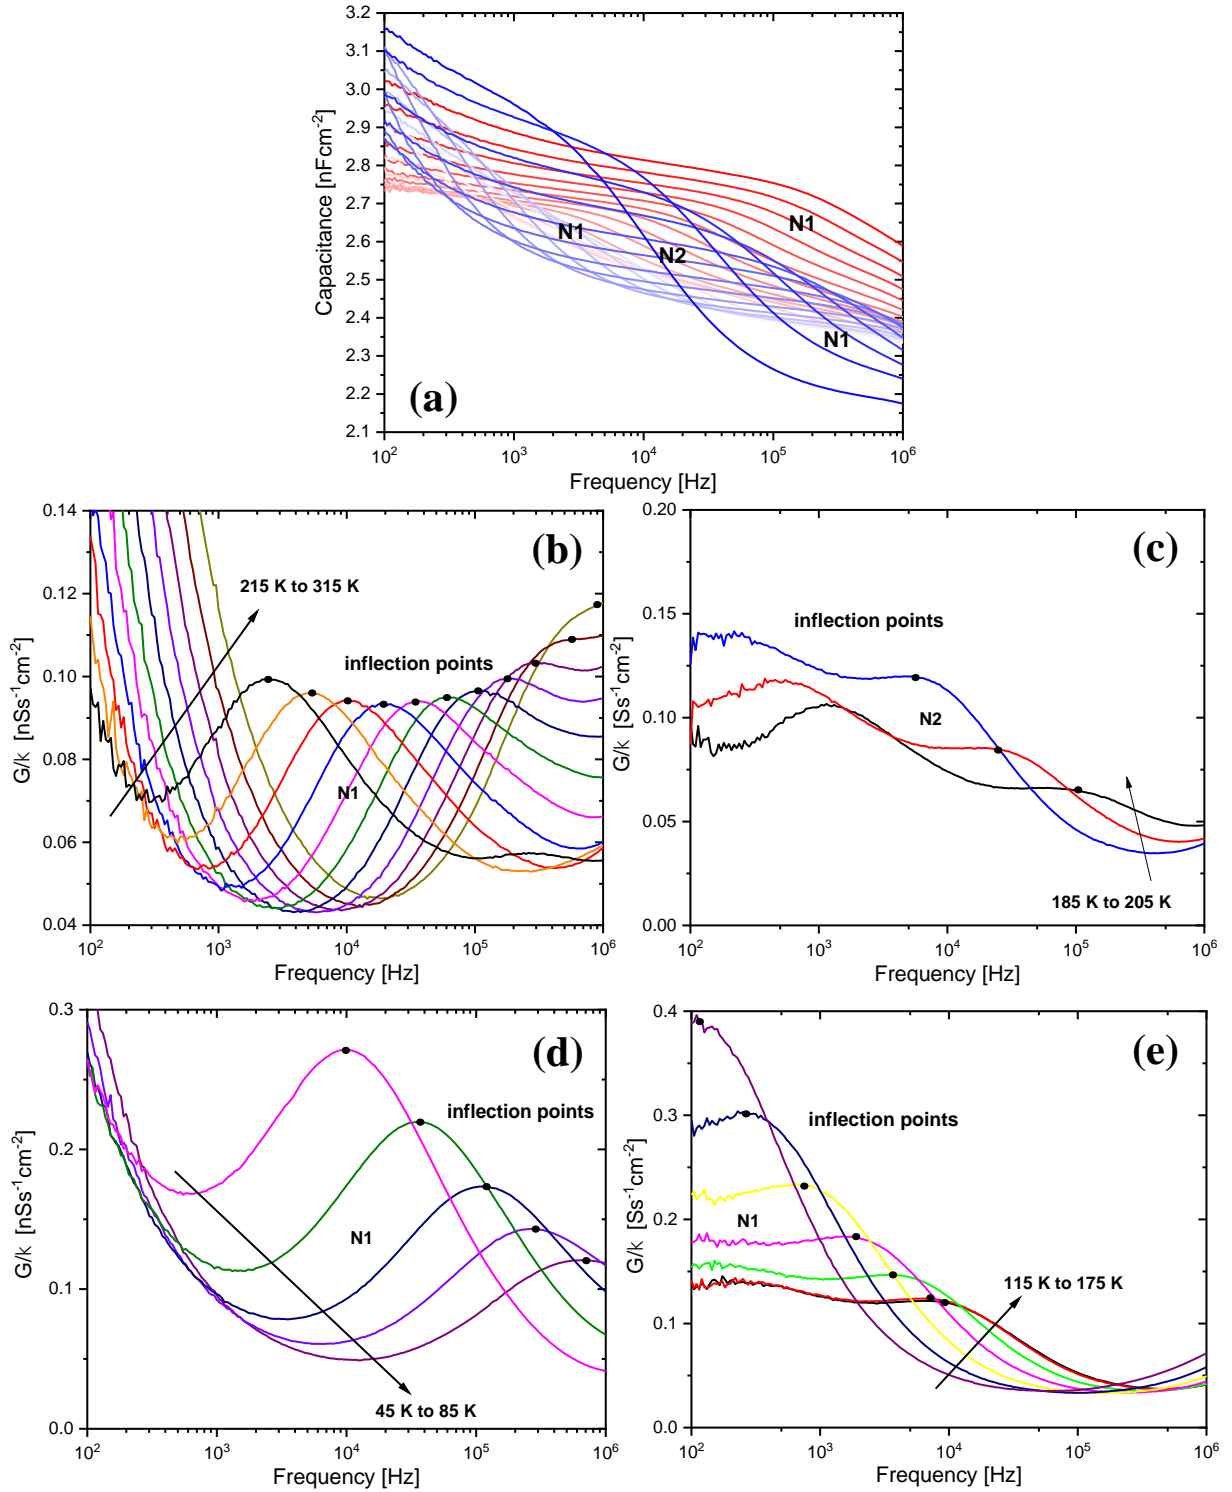 3.2
3.1
3.0
2.9
2.8
2.7
2.6
2.5
2.4
2.3
2.2
2.1
Capacitance [nFcm⁻²]
N1
N1
N2
N1
(a)
10² 10³ 10⁴ 10⁵ 10⁶
Frequency [Hz]
0.14
0.12
0.10
0.08
0.06
0.04
G/k [nSs⁻¹cm⁻²]
(b)
215 K to 315 K
inflection points
N1
10² 10³ 10⁴ 10⁵ 10⁶
Frequency [Hz]
0.20
0.15
0.10
0.05
0.00
G/k [Ss⁻¹cm⁻²]
(c)
inflection points
N2
185 K to 205 K
10² 10³ 10⁴ 10⁵ 10⁶
Frequency [Hz]
0.3
0.2
0.1
0.0
G/k [nSs⁻¹cm⁻²]
(d)
inflection points
N1
45 K to 85 K
10² 10³ 10⁴ 10⁵ 10⁶
Frequency [Hz]
0.4
0.3
0.2
0.1
0.0
G/k [Ss⁻¹cm⁻²]
(e)
inflection points
N1
115 K to 175 K
10² 10³ 10⁴ 10⁵ 10⁶
Frequency [Hz]